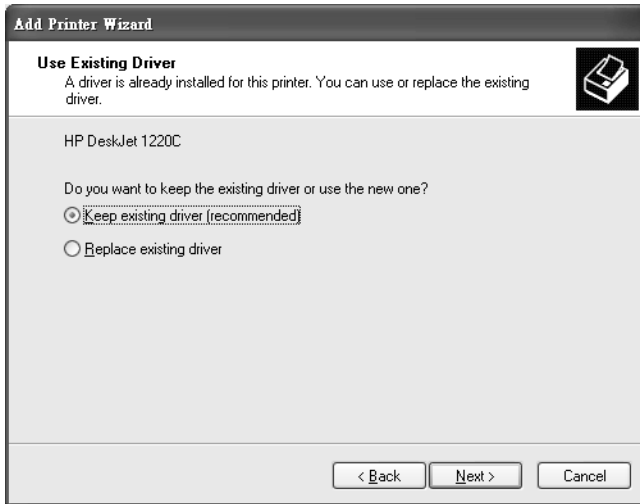 Add Printer Wizard
Use Existing Driver
A driver is already installed for this printer. You can use or replace the existing
driver.
HP DeskJet 1220C
Do you want to keep the existing driver or use the new one?
Keep existing driver (recommended)
Replace existing driver
< Back Next > Cancel